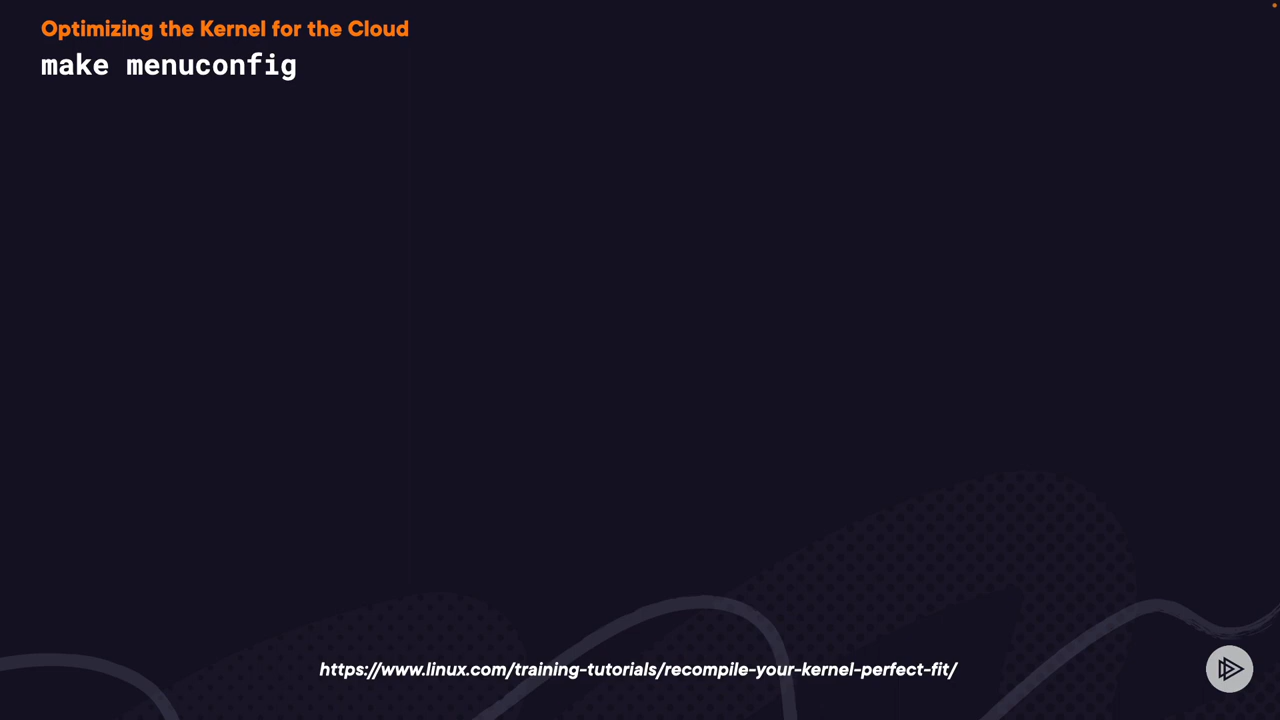 Optimizing the Kernel for the Cloud
make menuconfig
https://www.linux.com/training-tutorials/recompile-your-kernel-perfect-fit/